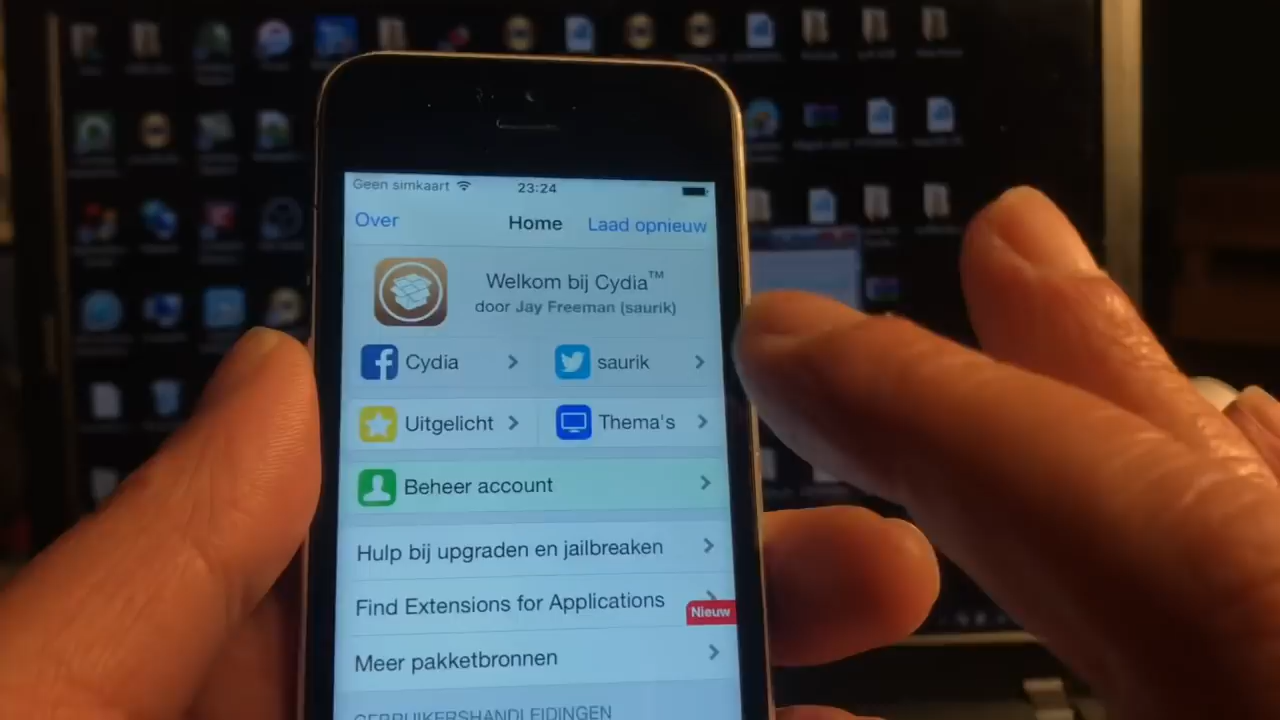 Geen simkaart 23:24
Over Home Laad opnieuw
Welkom bij Cydia™
door Jay Freeman (saurik)
Cydia saurik
Uitgelicht Thema's
Beheer account
Hulp bij upgraden en jailbreaken
Find Extensions for Applications
Nieuw
Meer pakketbronnen
GEBRUIKERSHANDLEIDINGEN